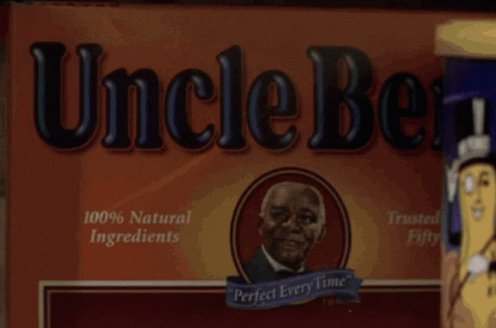 Uncle Be
100% Natural
Ingredients
Trusted
Fifty
"Perfect Every Time"